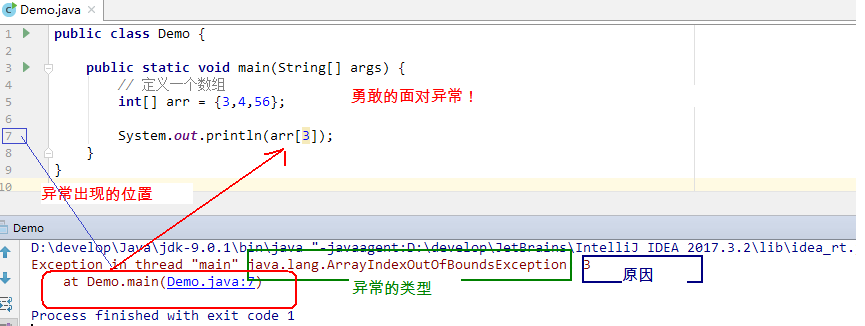 Demo.java
1 public class Demo {
2
3 public static void main(String[] args) {
4 // 定义一个数组
5 int[] arr = {3,4,56};
勇敢的面对异常！
6
7 System.out.println(arr[3]);
8 }
9 }
10
异常出现的位置
Demo
D:\develop\Java\jdk-9.0.1\bin\java "-javaagent:D:\develop\JetBrains\IntelliJ IDEA 2017.3.2\lib\idea_rt.
Exception in thread "main" java.lang.ArrayIndexOutOfBoundsException 3
原因
at Demo.main(Demo.java:7)
异常的类型
Process finished with exit code 1